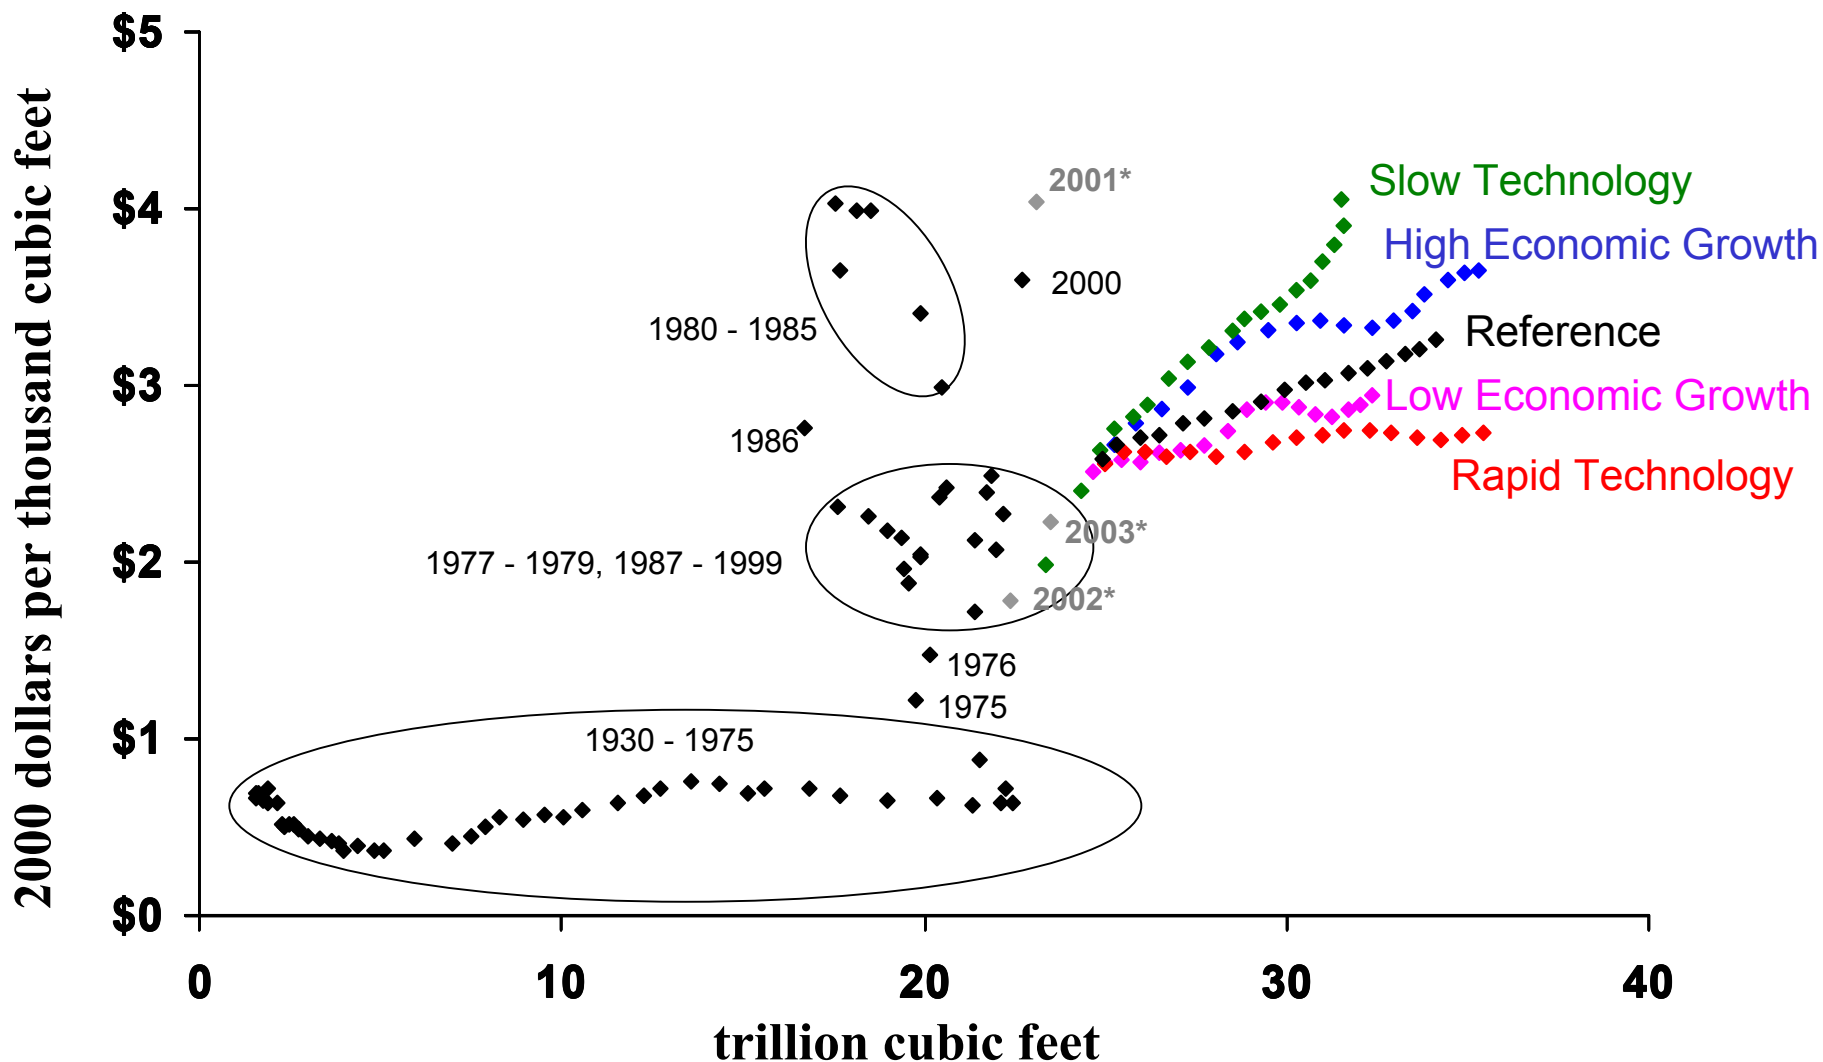 $5
$4
$3
$2
$1
$0
2000 dollars per thousand cubic feet
2001*
Slow Technology
High Economic Growth
2000
1980 - 1985
Reference
Low Economic Growth
1986
Rapid Technology
2003*
1977 - 1979, 1987 - 1999
2002*
1976
1975
1930 - 1975
0 10 20 30 40
trillion cubic feet